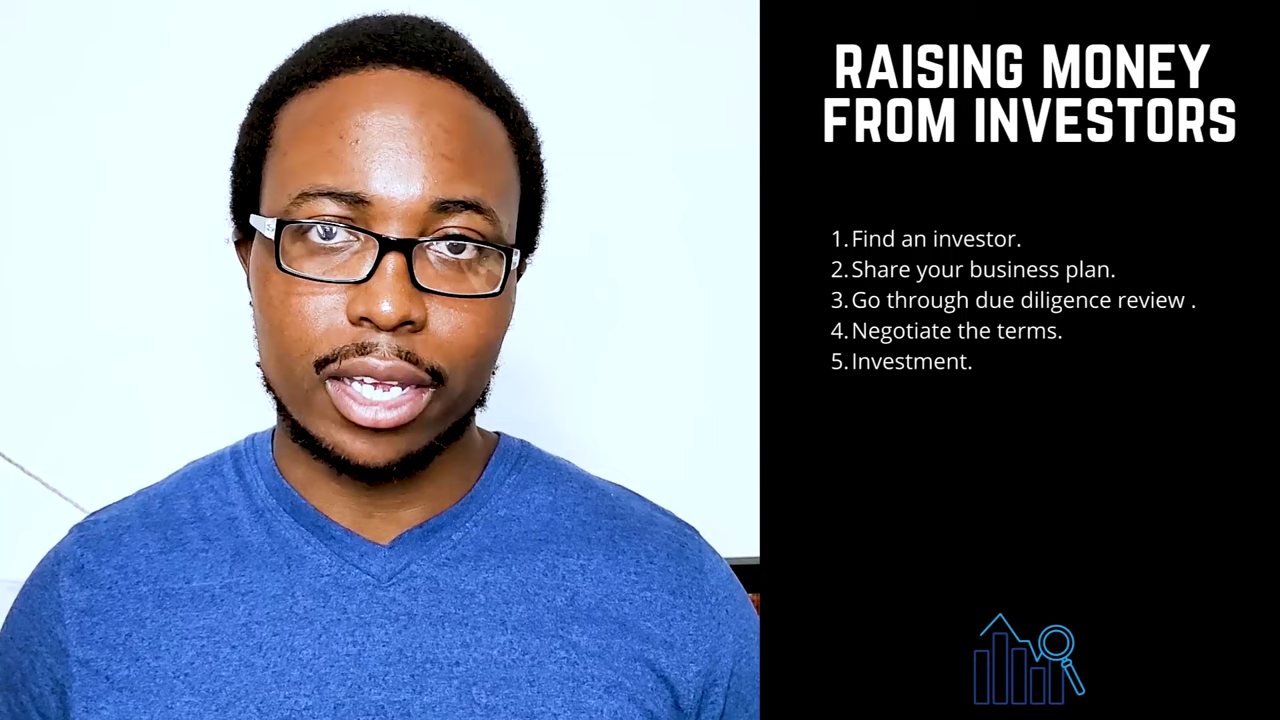 RAISING MONEY
FROM INVESTORS
1. Find an investor.
2. Share your business plan.
3. Go through due diligence review .
4. Negotiate the terms.
5. Investment.